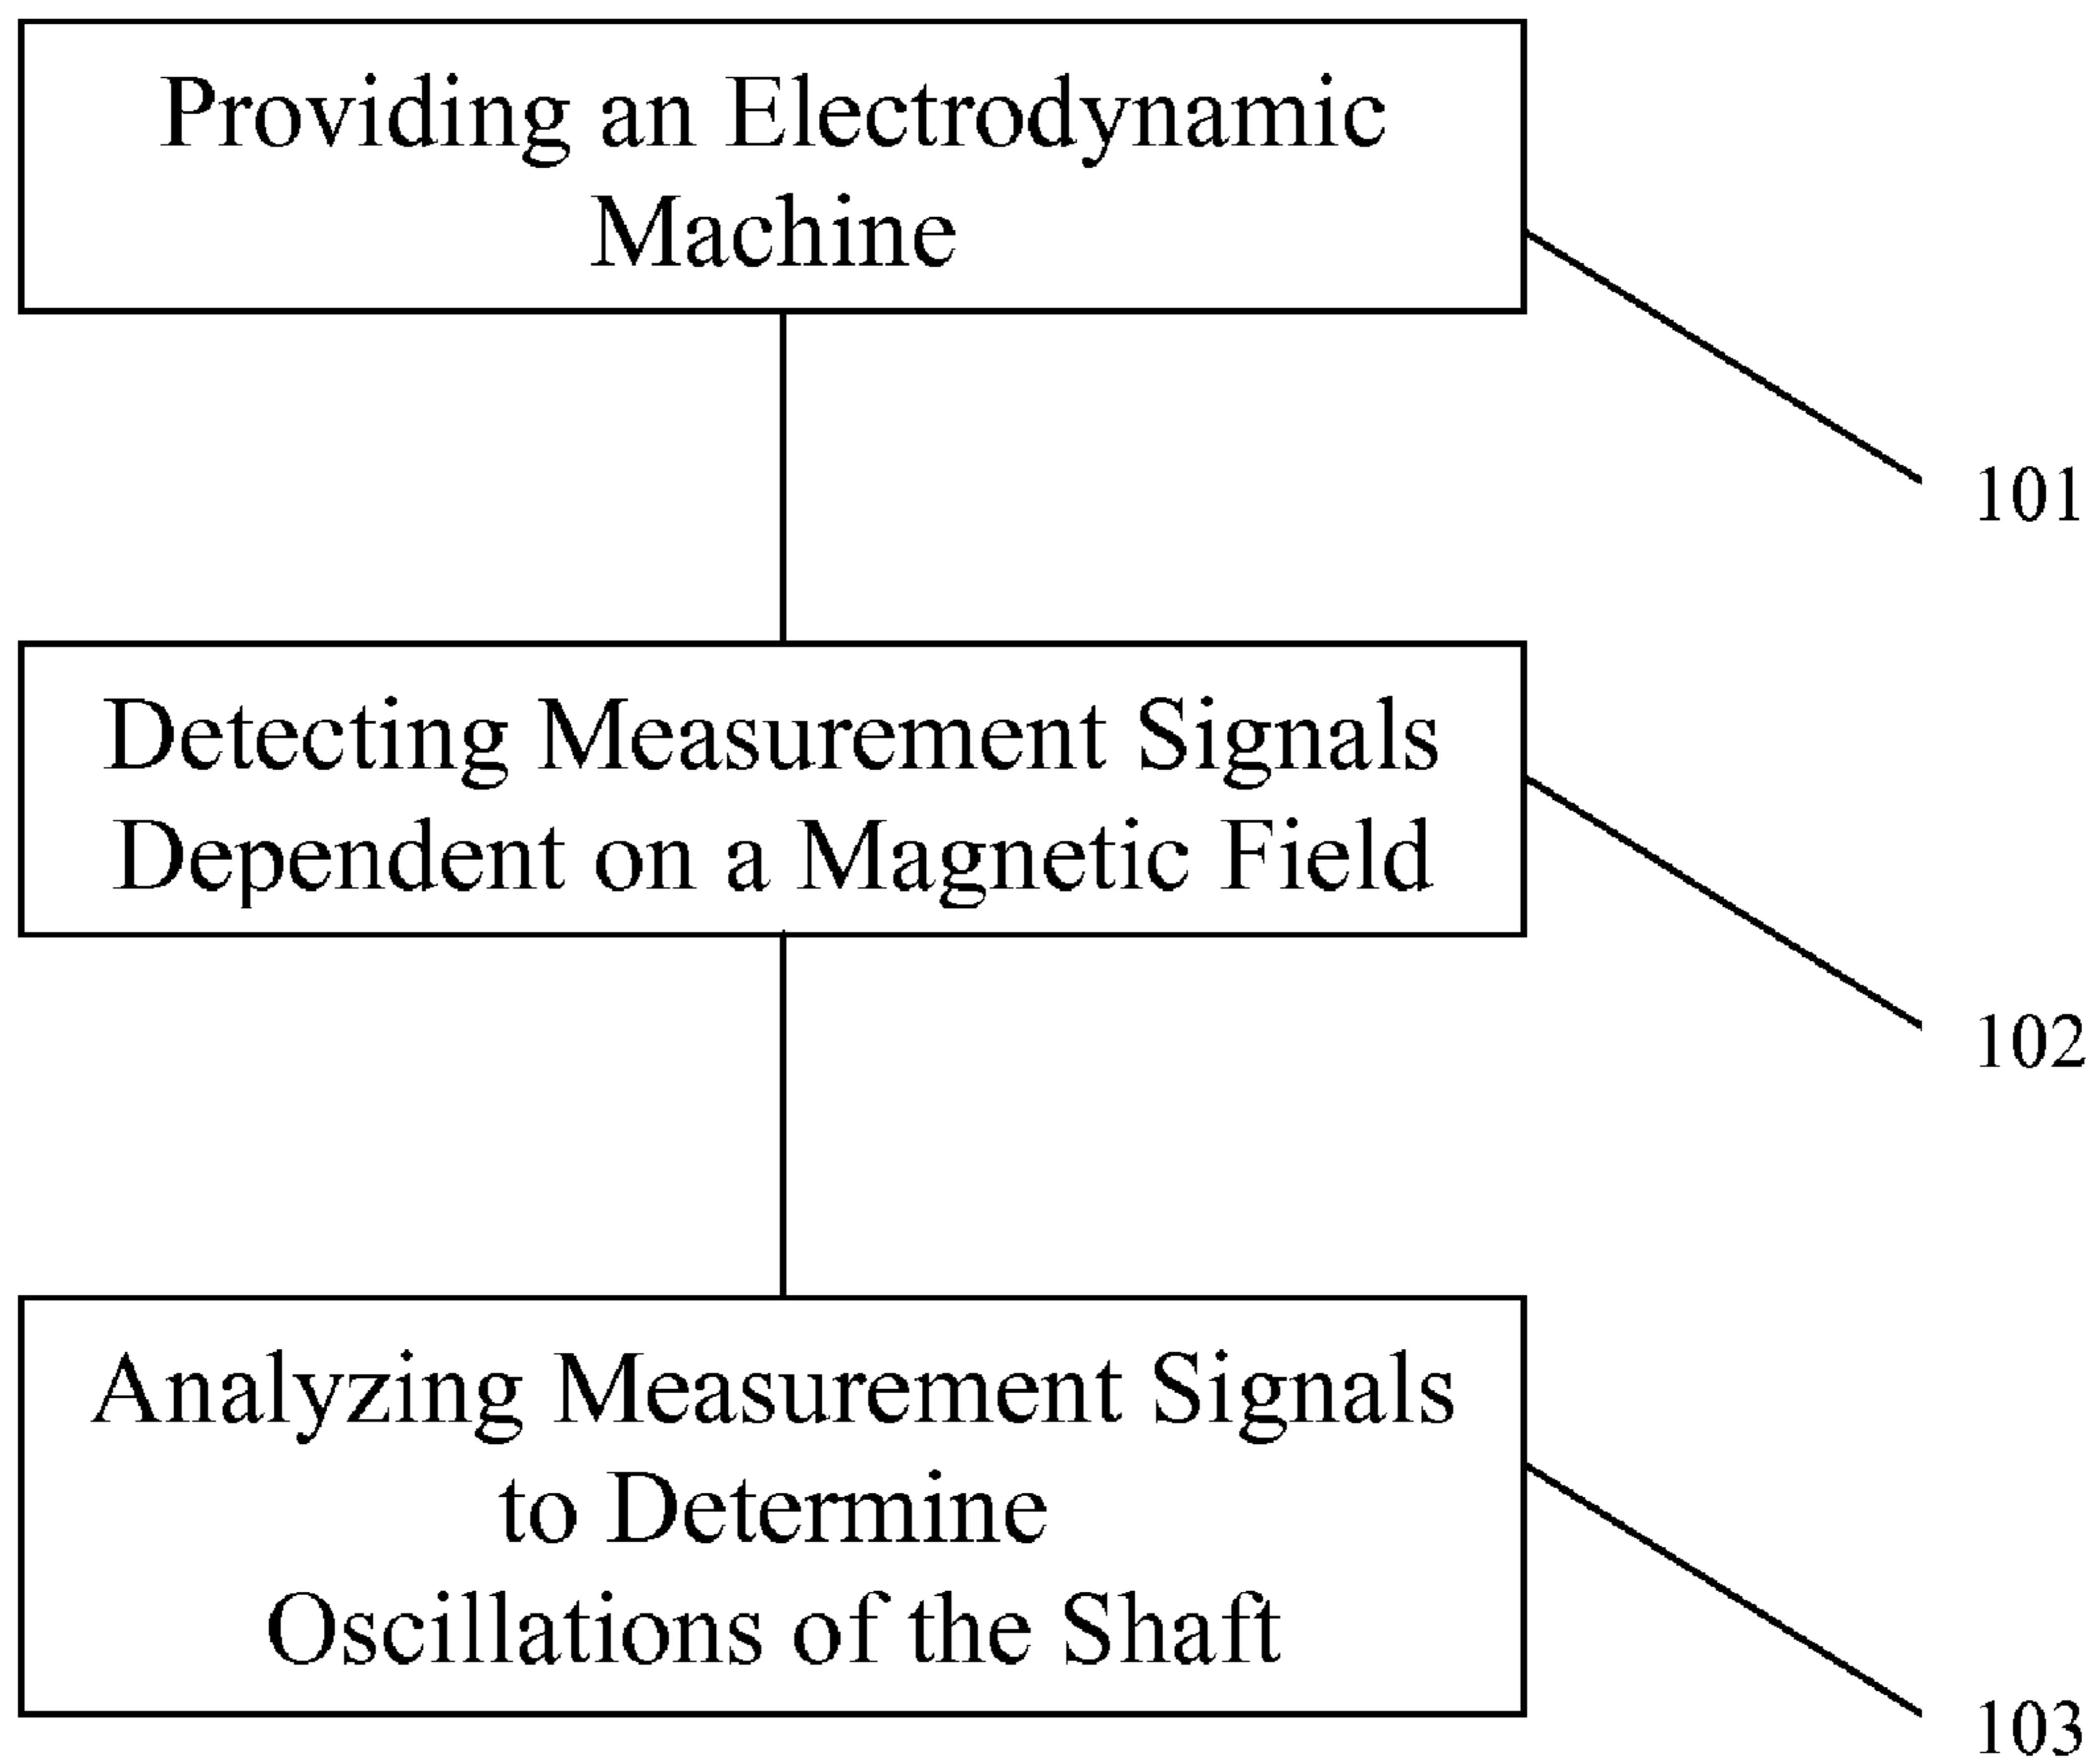 Providing an Electrodynamic
Machine
101
Detecting Measurement Signals
Dependent on a Magnetic Field
102
Analyzing Measurement Signals
to Determine
Oscillations of the Shaft
103